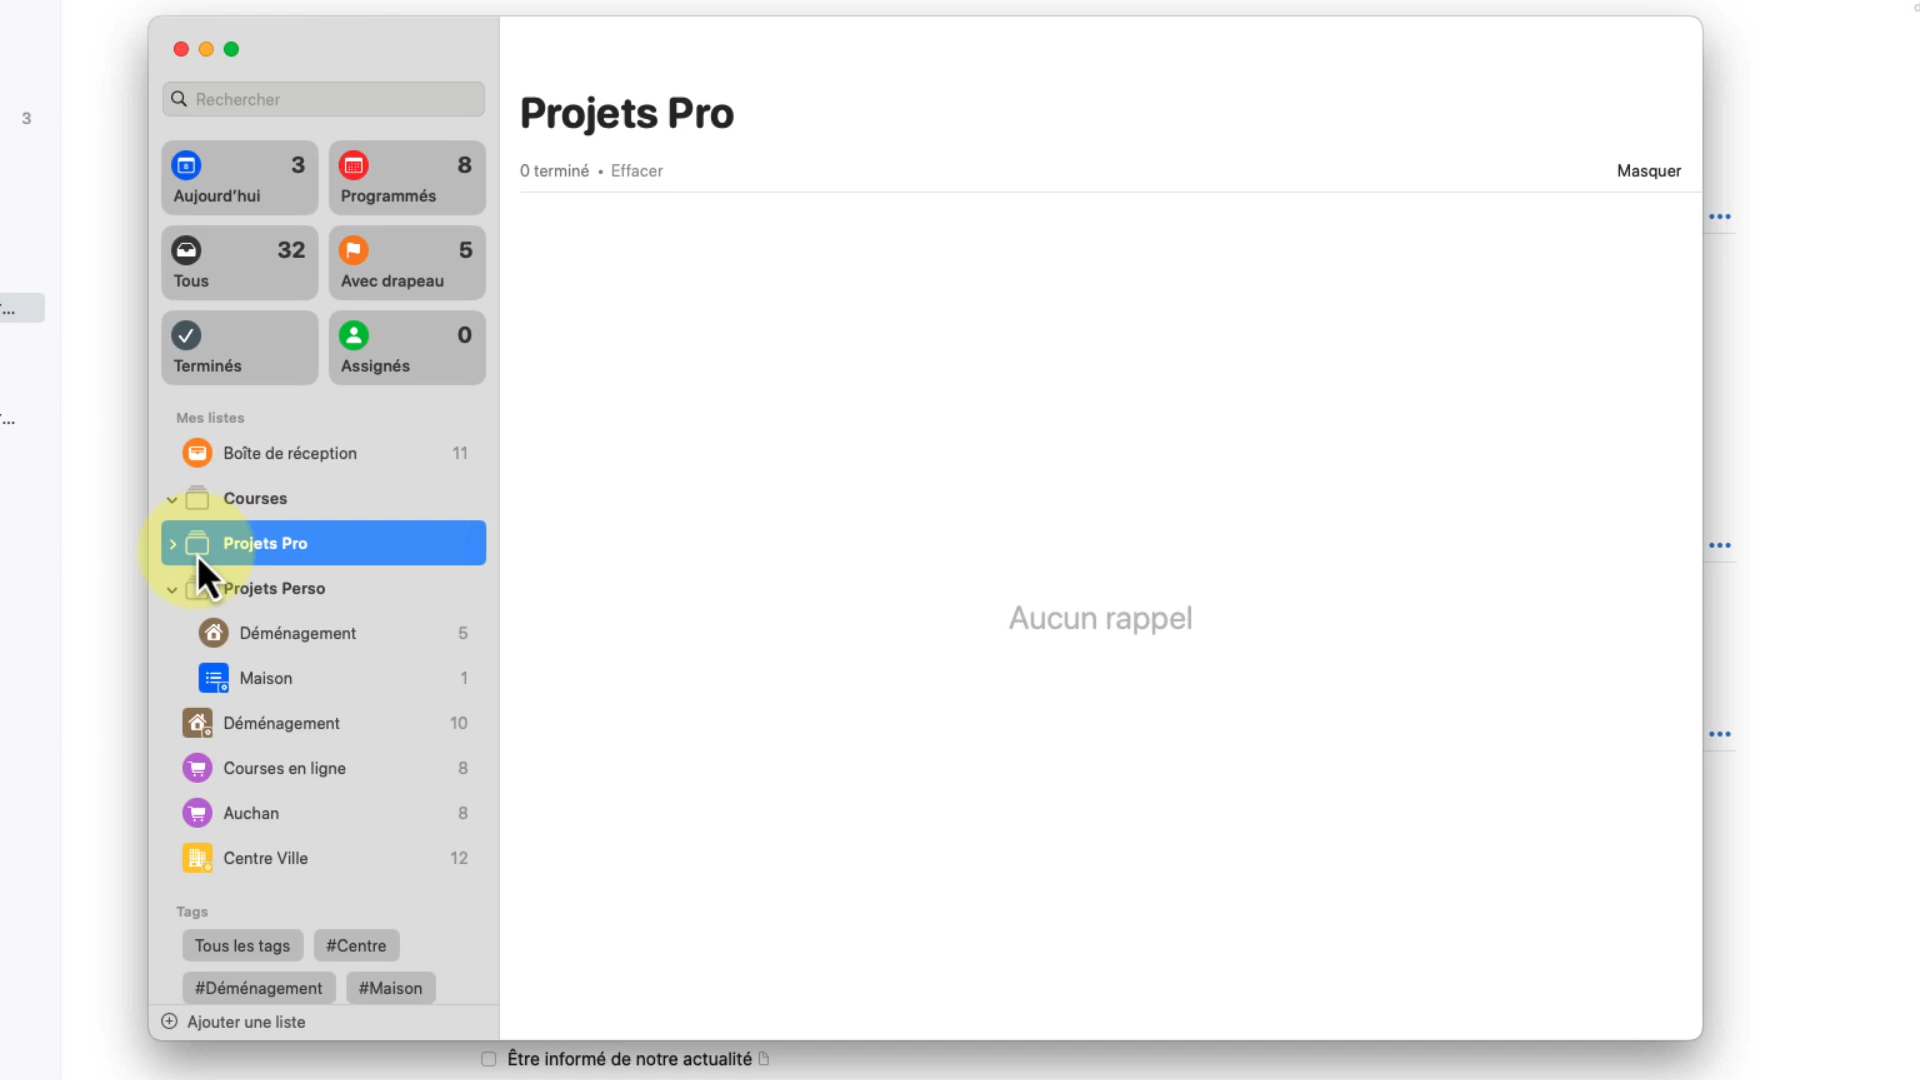 3
Rechercher
3
Aujourd'hui
8
Programmés
32
Tous
5
Avec drapeau
Terminés
0
Assignés
Mes listes
Boîte de réception 11
Courses
Projets Pro
Projets Perso
Déménagement 5
Maison 1
Déménagement 10
Courses en ligne 8
Auchan 8
Centre Ville 12
Tags
Tous les tags #Centre
#Déménagement #Maison
Ajouter une liste
Projets Pro
0 terminé • Effacer
Masquer
Aucun rappel
Être informé de notre actualité